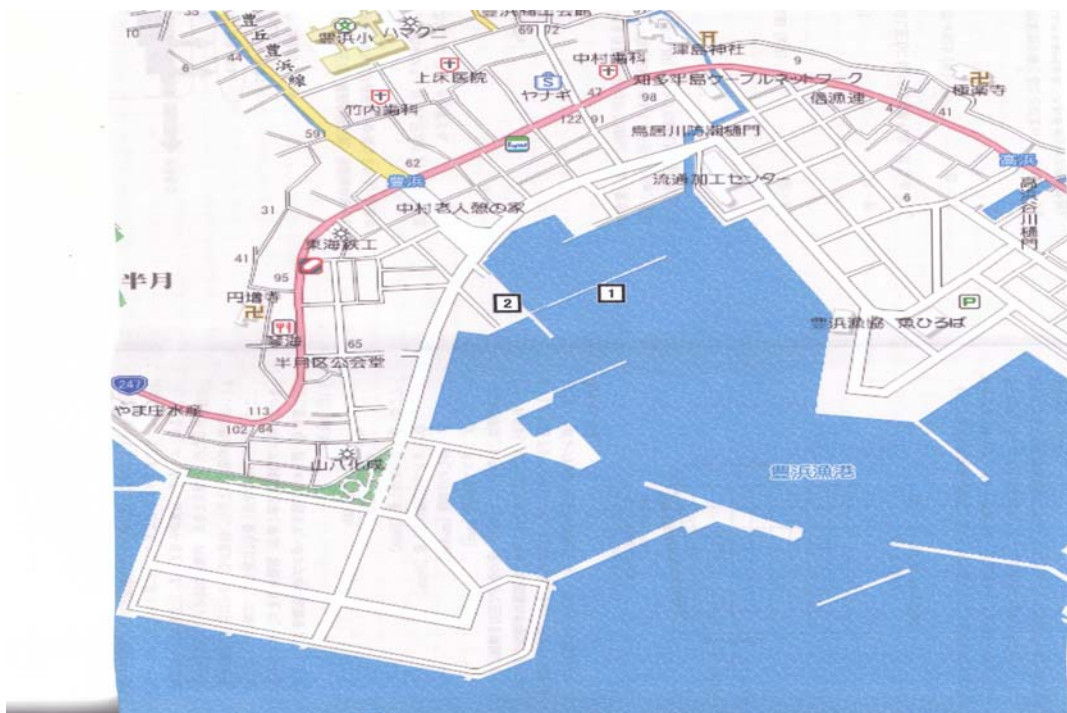 10
35
44
6
丘豊浜線
豊浜小
ハマクニ
69
72
上床医院
竹内歯科
ヤナギ
S
中村歯科
47
98
122
91
津島神社
知多半島ケーブルネットワーク
9
信漁連
4
41
極楽寺
鳥居川防潮樋門
591
62
豊浜
流通加工センター
高浜
高浜谷川樋門
6
中村老人憩の家
31
東海鉄工
41
95
半月
円増寺
琴海
65
半月区公会堂
2
1
P
豊浜漁協 魚ひろば
247
やま庄水産
113
102
84
山八化成
豊浜漁港